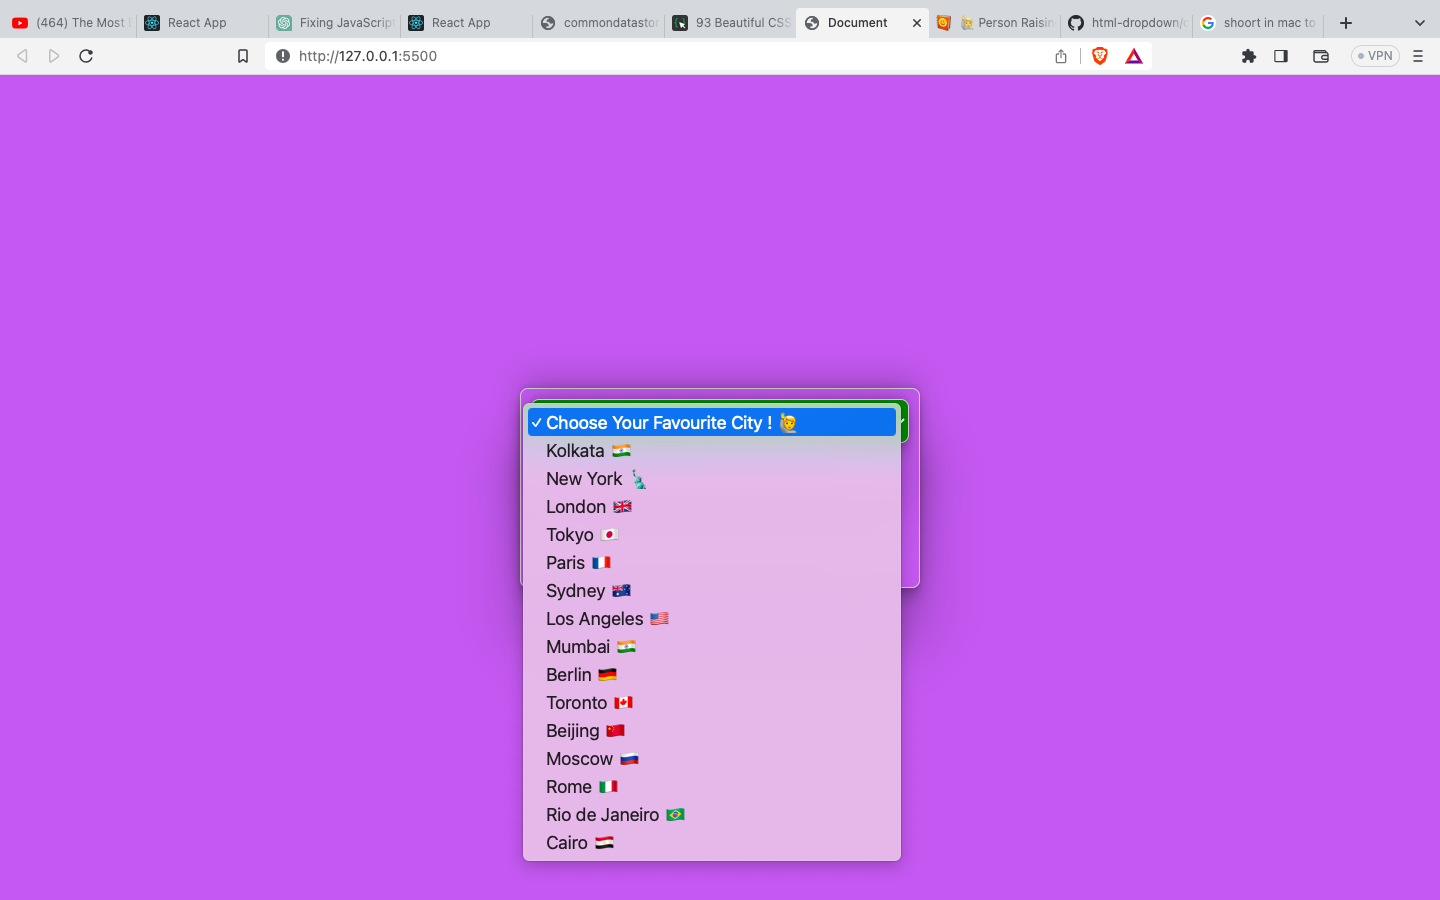 (464) The Most
React App
Fixing JavaScript
React App
commondatastor
93 Beautiful CSS
Document
🙋 Person Raisin
html-dropdown/
shoort in mac to
http://127.0.0.1:5500
VPN
✓ Choose Your Favourite City ! 🙋
Kolkata 🇮🇳
New York 🗽
London 🇬🇧
Tokyo 🇯🇵
Paris 🇫🇷
Sydney 🇦🇺
Los Angeles 🇺🇸
Mumbai 🇮🇳
Berlin 🇩🇪
Toronto 🇨🇦
Beijing 🇨🇳
Moscow 🇷🇺
Rome 🇮🇹
Rio de Janeiro 🇧🇷
Cairo 🇪🇬